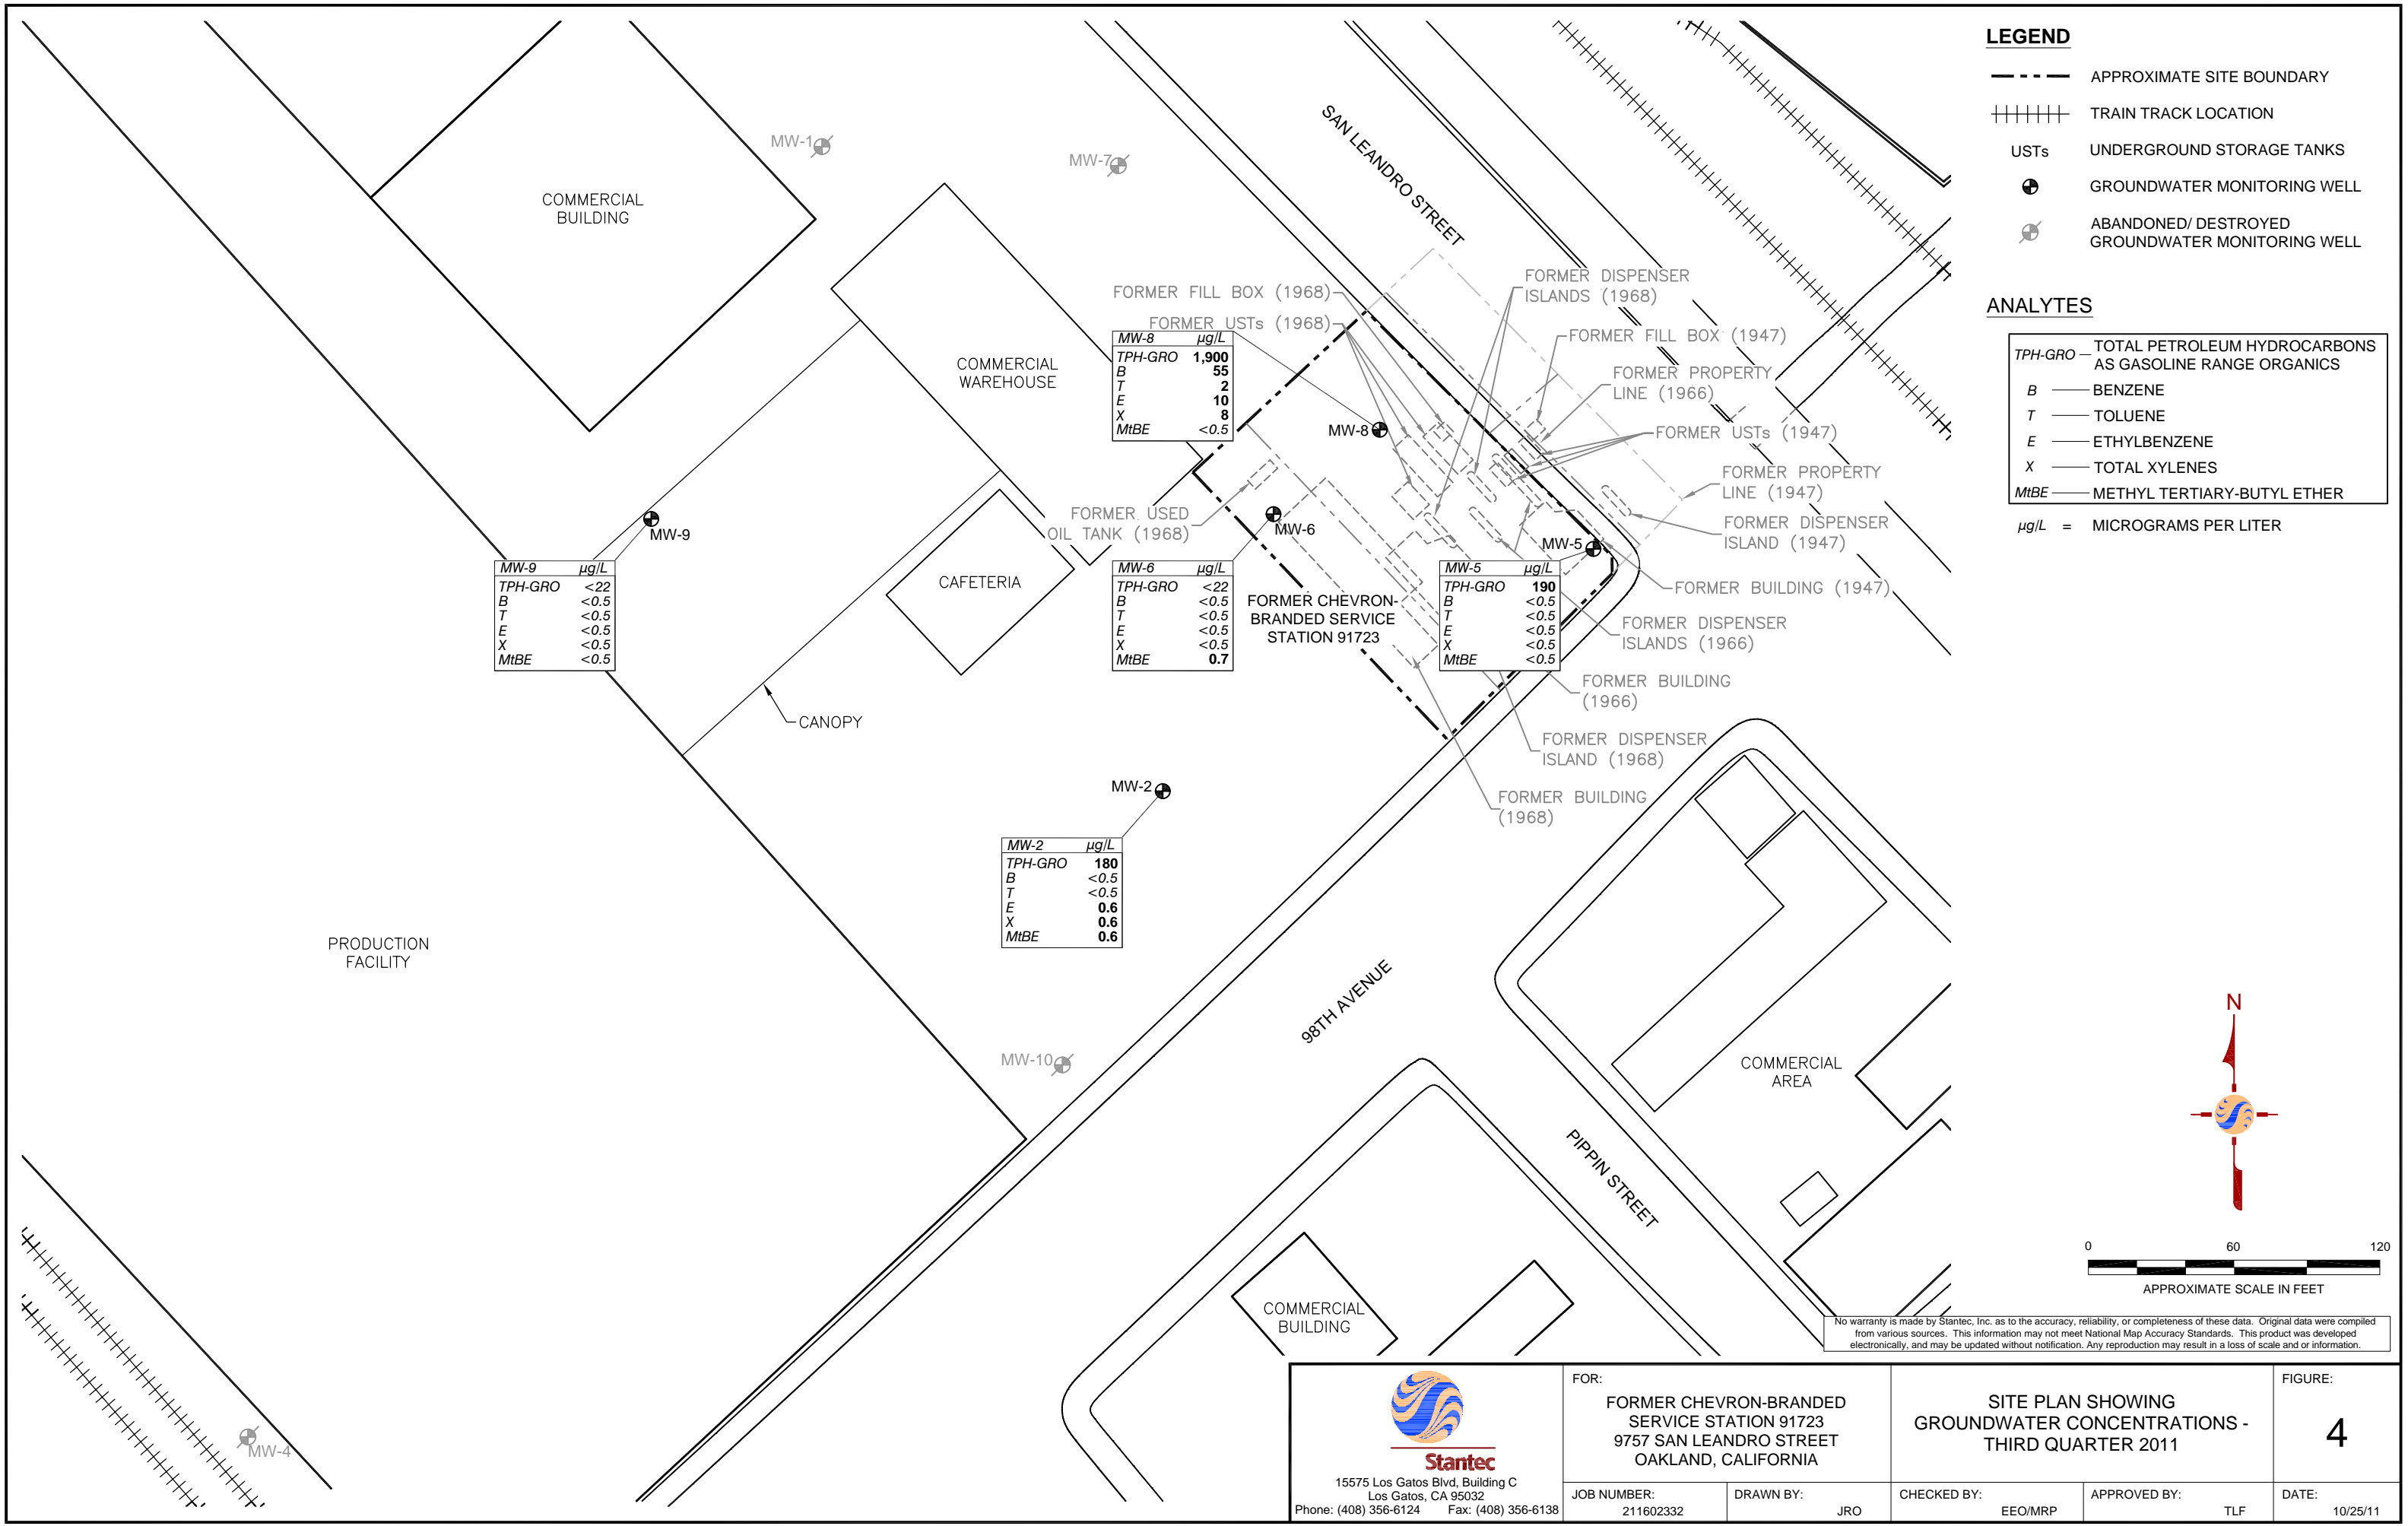 LEGEND
APPROXIMATE SITE BOUNDARY
TRAIN TRACK LOCATION
USTs UNDERGROUND STORAGE TANKS
GROUNDWATER MONITORING WELL
ABANDONED/ DESTROYED
GROUNDWATER MONITORING WELL
ANALYTES
TPH-GRO TOTAL PETROLEUM HYDROCARBONS
AS GASOLINE RANGE ORGANICS
B BENZENE
T TOLUENE
E ETHYLBENZENE
X TOTAL XYLENES
MtBE METHYL TERTIARY-BUTYL ETHER
µg/L = MICROGRAMS PER LITER
MW-1
MW-7
SAN LEANDRO STREET
COMMERCIAL
BUILDING
COMMERCIAL
WAREHOUSE
FORMER FILL BOX (1968)
FORMER USTs (1968)
FORMER DISPENSER
ISLANDS (1968)
FORMER FILL BOX (1947)
FORMER PROPERTY
LINE (1966)
FORMER USTs (1947)
FORMER PROPERTY
LINE (1947)
FORMER DISPENSER
ISLAND (1947)
FORMER BUILDING (1947)
FORMER DISPENSER
ISLANDS (1966)
FORMER BUILDING
(1966)
FORMER DISPENSER
ISLAND (1968)
FORMER BUILDING
(1968)
MW-8 µg/L
TPH-GRO 1,900
B 55
T 2
E 10
X 8
MtBE <0.5
MW-8
FORMER USED
OIL TANK (1968)
MW-6
MW-5
MW-9
CAFETERIA
MW-9 µg/L
TPH-GRO <22
B <0.5
T <0.5
E <0.5
X <0.5
MtBE <0.5
MW-6 µg/L
TPH-GRO <22
B <0.5
T <0.5
E <0.5
X <0.5
MtBE 0.7
FORMER CHEVRON-
BRANDED SERVICE
STATION 91723
MW-5 µg/L
TPH-GRO 190
B <0.5
T <0.5
E <0.5
X <0.5
MtBE <0.5
CANOPY
MW-2
MW-2 µg/L
TPH-GRO 180
B <0.5
T <0.5
E 0.6
X 0.6
MtBE 0.6
PRODUCTION
FACILITY
98TH AVENUE
MW-10
COMMERCIAL
AREA
PIPPIN STREET
COMMERCIAL
BUILDING
MW-4
N
0 60 120
APPROXIMATE SCALE IN FEET
No warranty is made by Stantec, Inc. as to the accuracy, reliability, or completeness of these data. Original data were compiled
from various sources. This information may not meet National Map Accuracy Standards. This product was developed
electronically, and may be updated without notification. Any reproduction may result in a loss of scale and or information.
Stantec
15575 Los Gatos Blvd, Building C
Los Gatos, CA 95032
Phone: (408) 356-6124 Fax: (408) 356-6138
FOR:
FORMER CHEVRON-BRANDED
SERVICE STATION 91723
9757 SAN LEANDRO STREET
OAKLAND, CALIFORNIA
SITE PLAN SHOWING
GROUNDWATER CONCENTRATIONS -
THIRD QUARTER 2011
FIGURE:
4
JOB NUMBER:
211602332
DRAWN BY:
JRO
CHECKED BY:
EEO/MRP
APPROVED BY:
TLF
DATE:
10/25/11